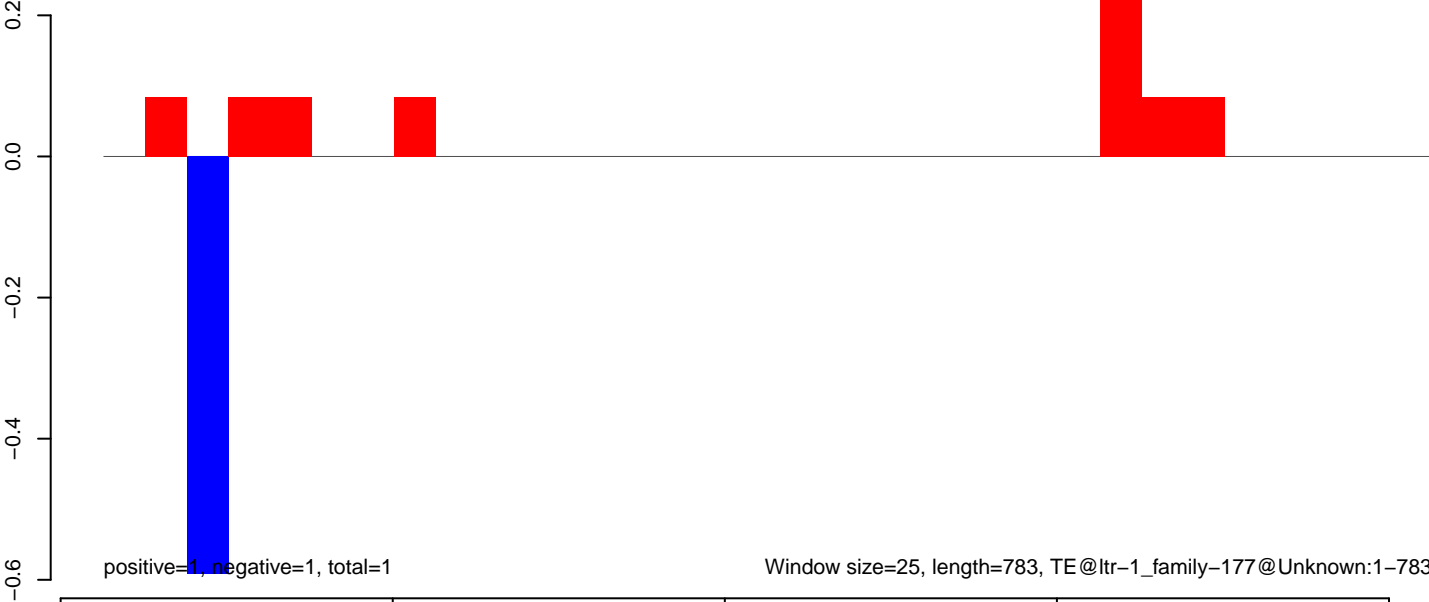 0.2
0.0
−0.2
−0.4
−0.6
positive=1, negative=1, total=1
Window size=25, length=783, TE@ltr−1_family−177@Unknown:1−783